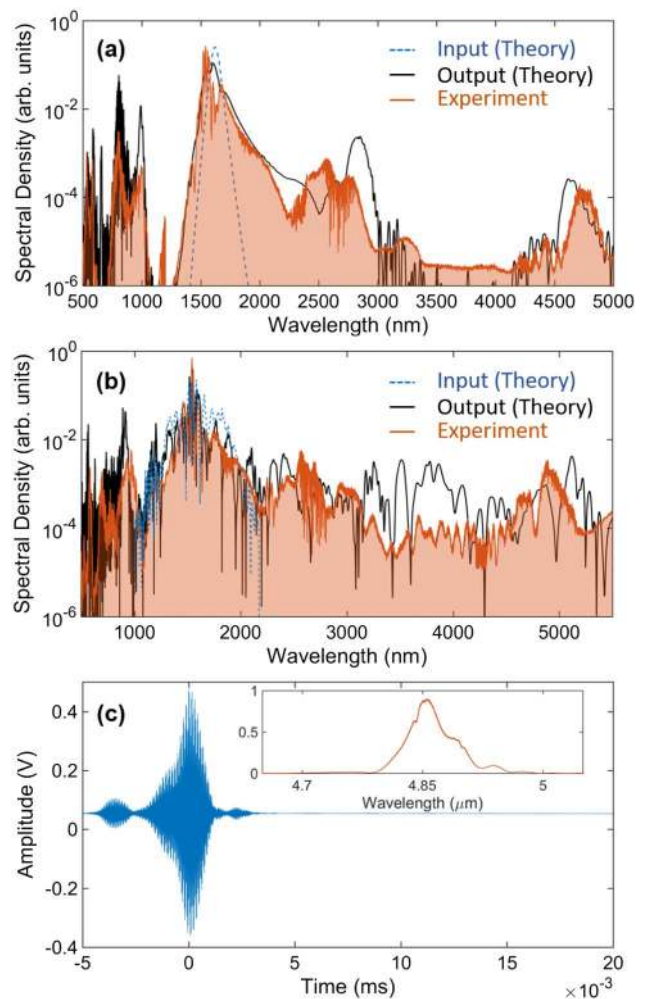 (a)
Input (Theory)
Output (Theory)
Experiment
Spectral Density (arb. units)
10^0
10^-2
10^-4
10^-6
500 1000 1500 2000 2500 3000 3500 4000 4500 5000
Wavelength (nm)
(b)
Input (Theory)
Output (Theory)
Experiment
Spectral Density (arb. units)
10^0
10^-2
10^-4
10^-6
1000 2000 3000 4000 5000
Wavelength (nm)
(c)
Amplitude (V)
0.4
0.2
0
-0.2
-0.4
1
0.5
0
4.7 4.85 5
Wavelength (μm)
-5 0 5 10 15 20
Time (ms)
×10^-3